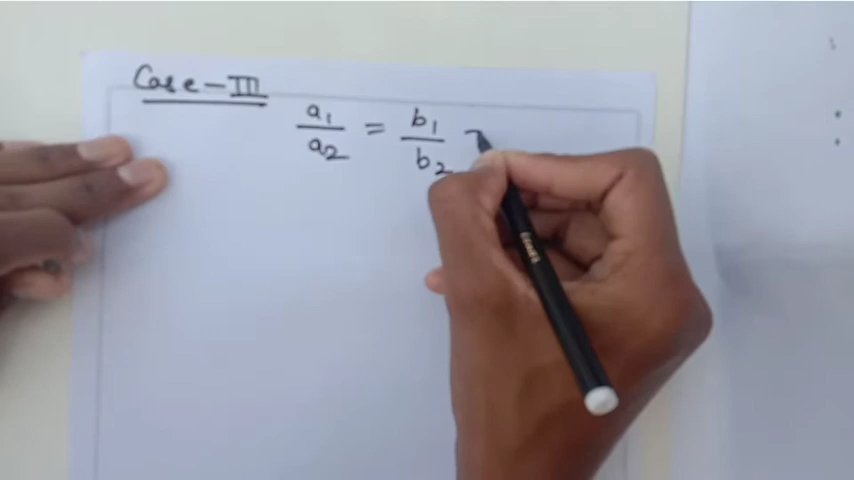 Case - III
a₁/a₂ = b₁/b₂